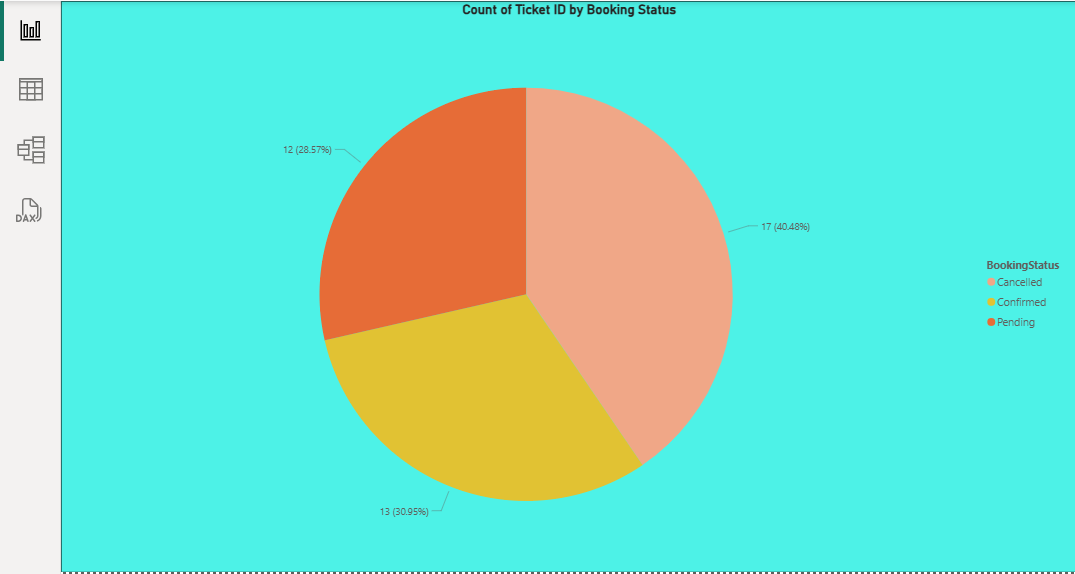 Count of Ticket ID by Booking Status
12 (28.57%)
17 (40.48%)
DAX
BookingStatus
Cancelled
Confirmed
Pending
13 (30.95%)